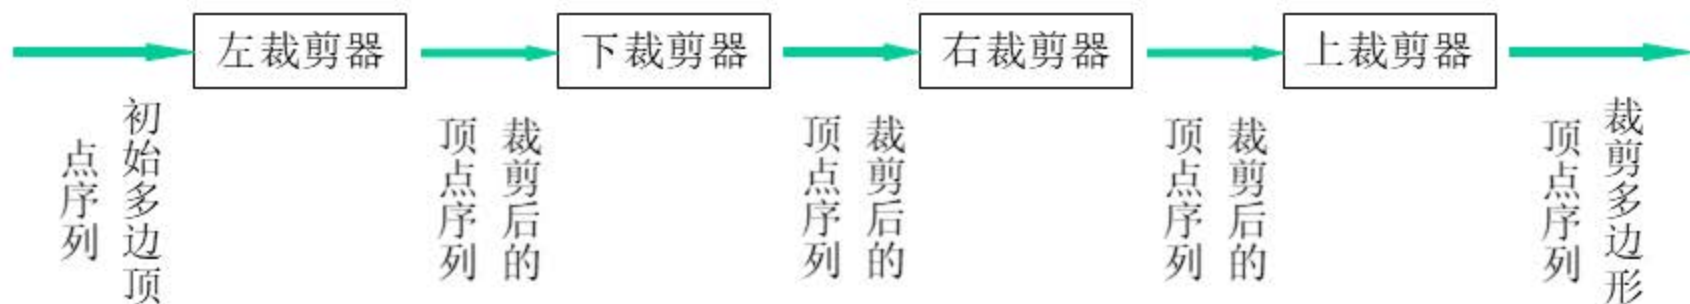 左裁剪器
下裁剪器
右裁剪器
上裁剪器
初始多边顶
点序列
裁剪后的
顶点序列
裁剪后的
顶点序列
裁剪后的
顶点序列
裁剪多边形
顶点序列